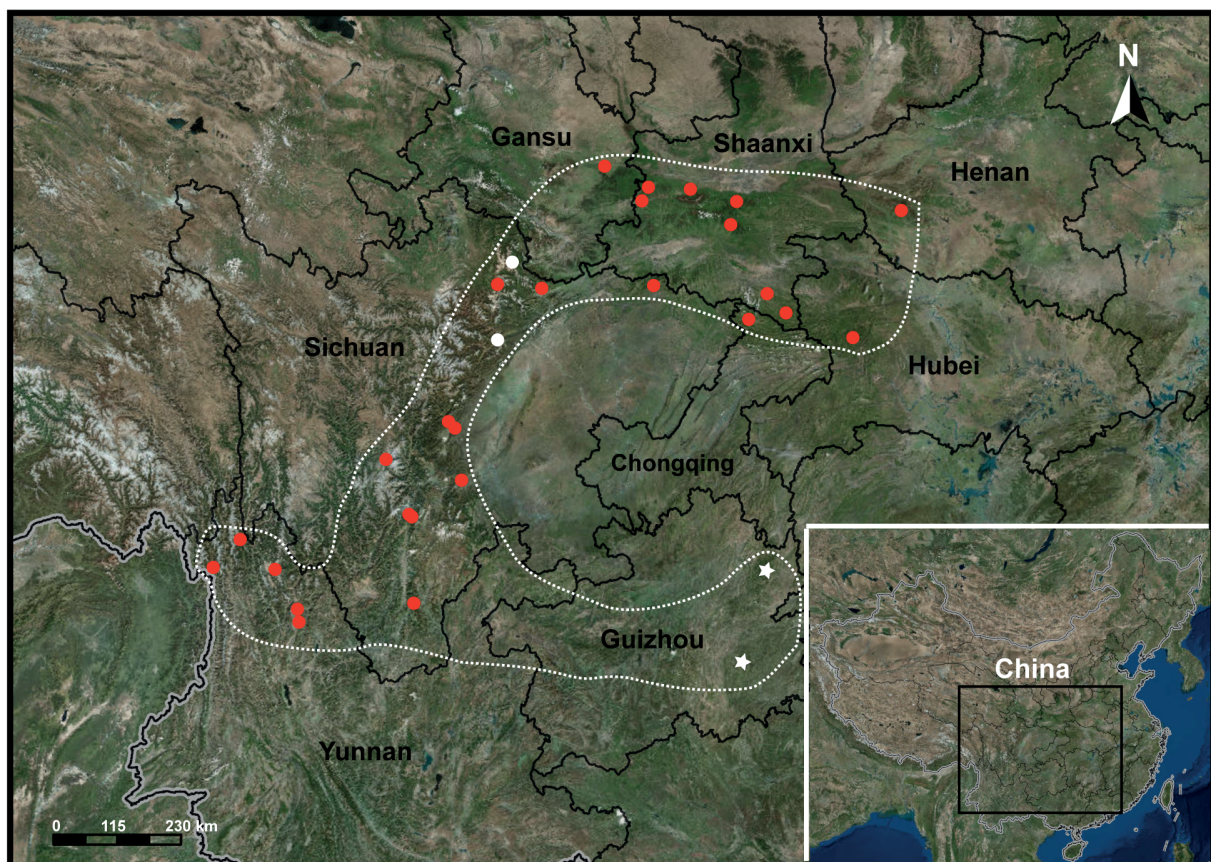 N
Gansu
Shaanxi
Henan
Sichuan
Hubei
Chongqing
Guizhou
China
Yunnan
0 115 230 km